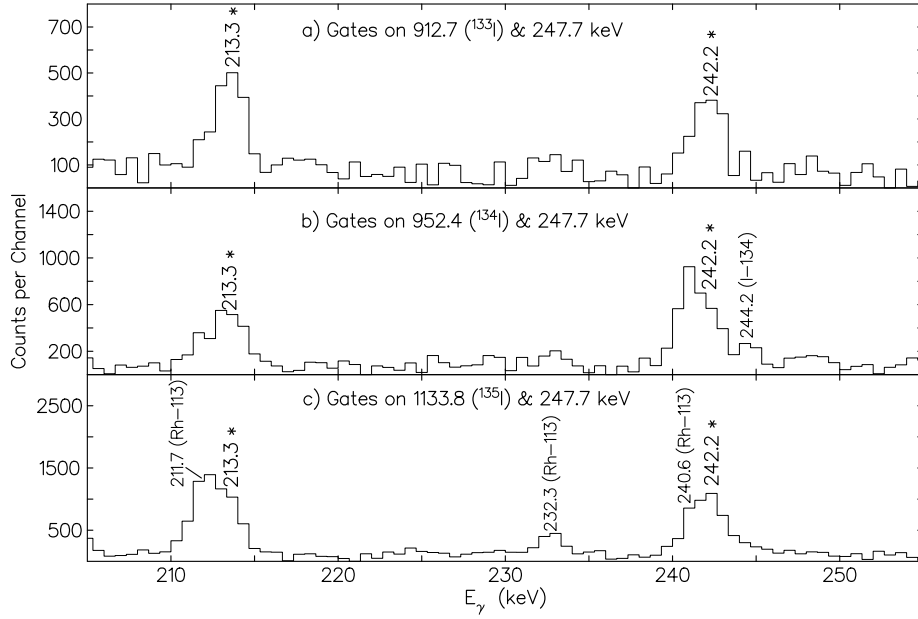 Counts per Channel
700
500
300
100
a) Gates on 912.7 (¹³³I) & 247.7 keV
213.3 *
242.2 *
1400
1000
600
200
b) Gates on 952.4 (¹³⁴I) & 247.7 keV
213.3 *
242.2 *
244.2 (I−134)
2500
1500
500
c) Gates on 1133.8 (¹³⁵I) & 247.7 keV
211.7 (Rh−113)
213.3 *
232.3 (Rh−113)
240.6 (Rh−113)
242.2 *
210
220
230
240
250
E_γ (keV)